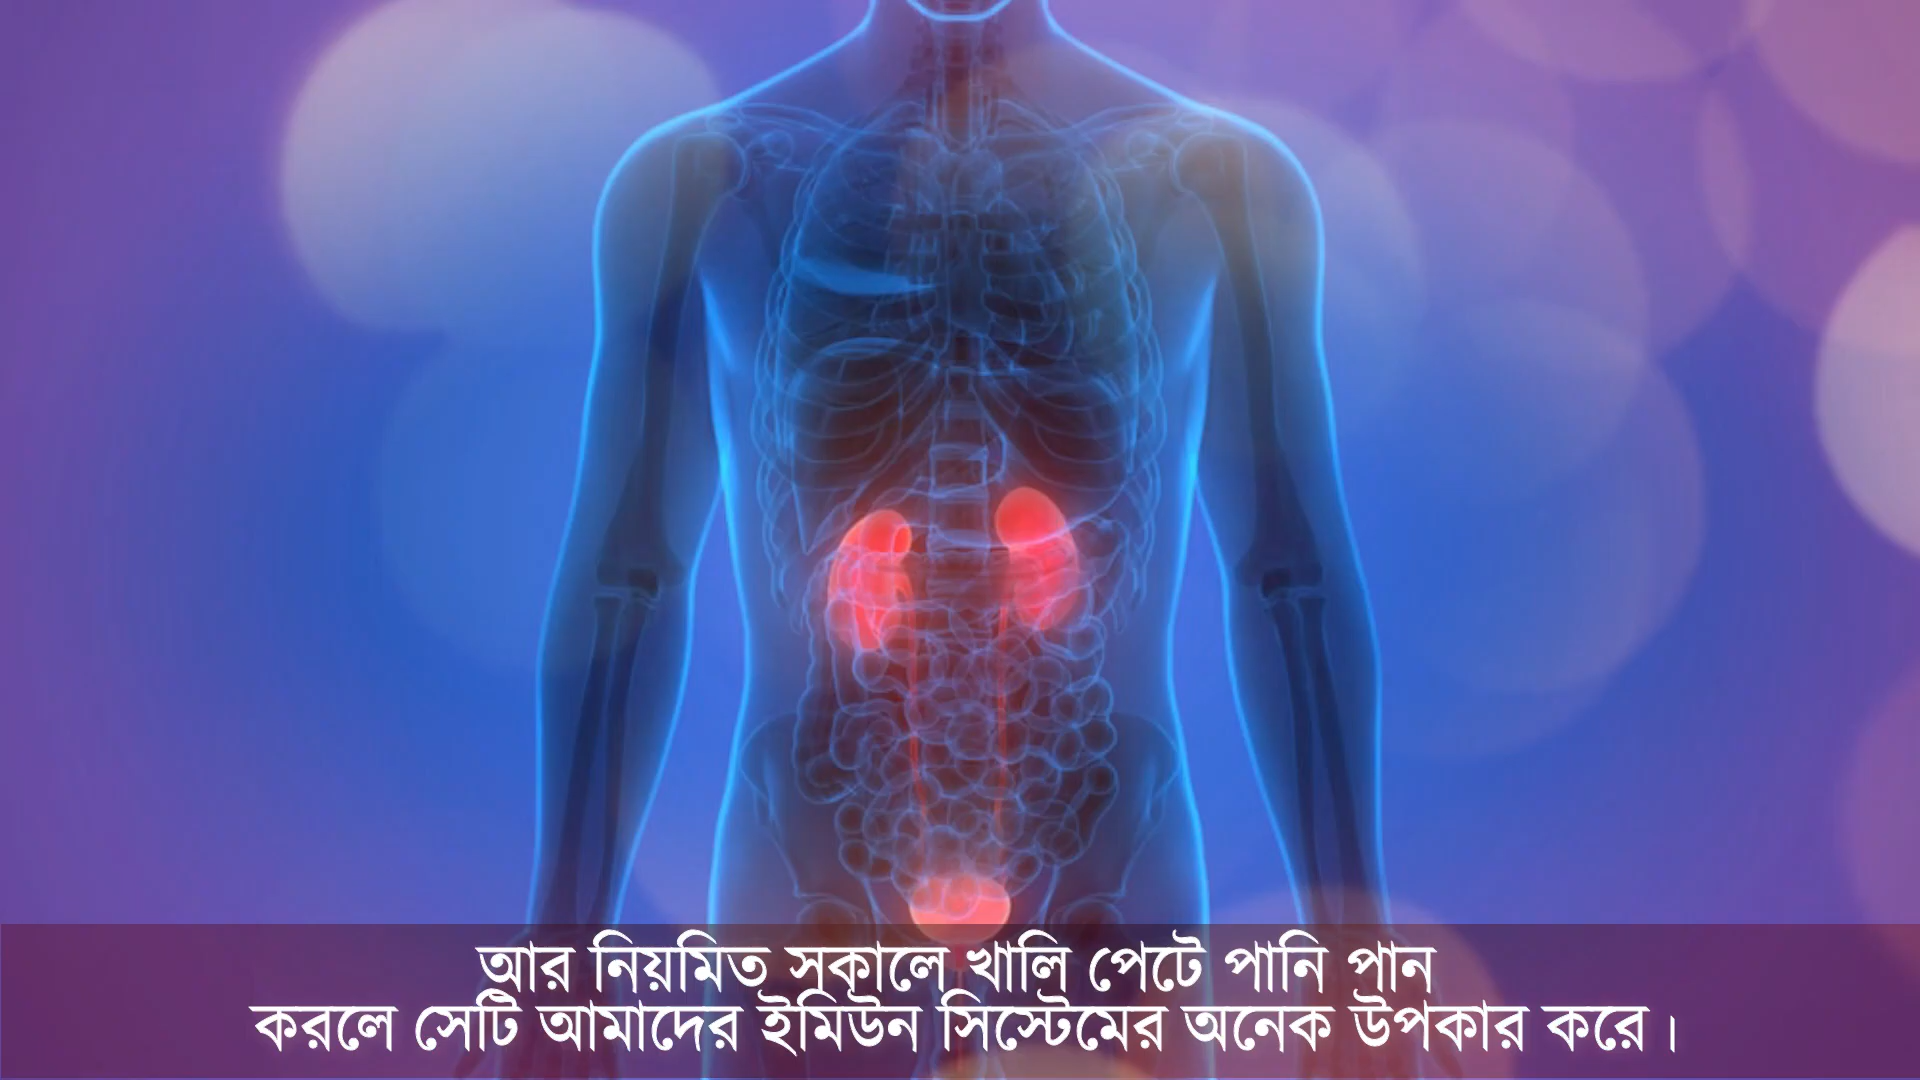 আর নিয়মিত সকালে খালি পেটে পানি পান
করলে সেটি আমাদের ইমিউন সিস্টেমের অনেক উপকার করে।